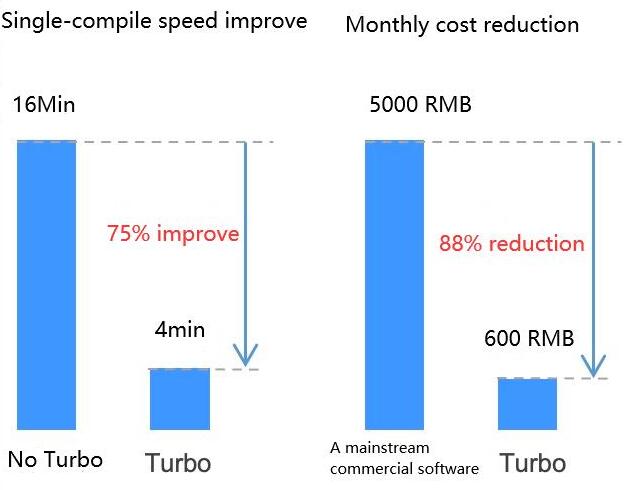 Single-compile speed improve
Monthly cost reduction
16Min
5000 RMB
75% improve
88% reduction
4min
600 RMB
No Turbo
Turbo
A mainstream
commercial software
Turbo